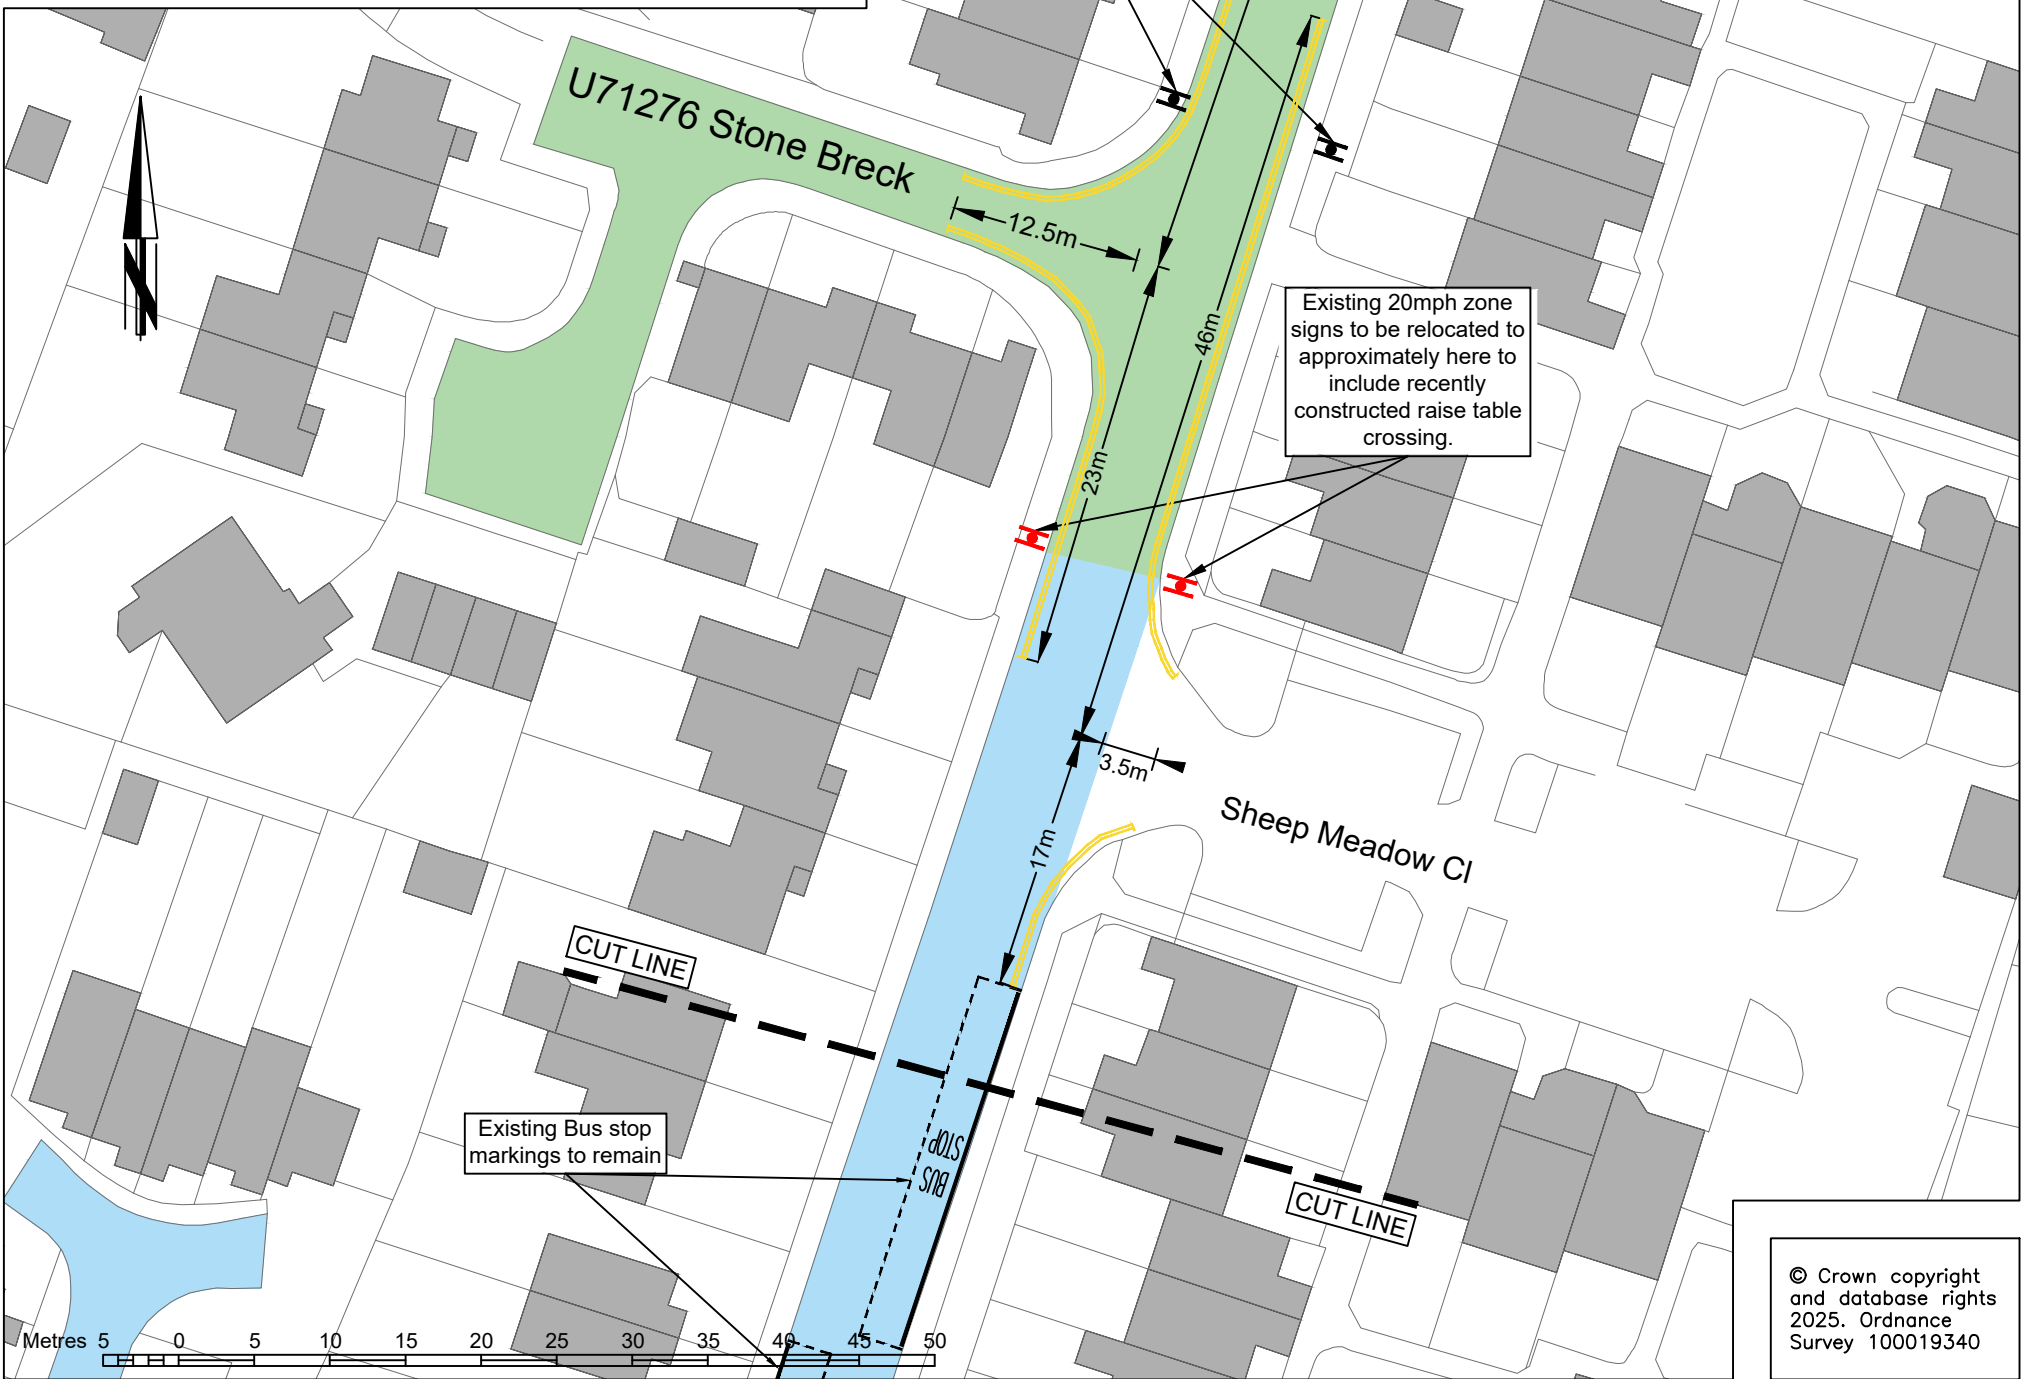 U71276 Stone Breck
12.5m
46m
Existing 20mph zone
signs to be relocated to
approximately here to
include recently
constructed raise table
crossing.
23m
N
3.5m
17m
Sheep Meadow Cl
CUT LINE
Existing Bus stop
markings to remain
BUS
STOP
CUT LINE
Metres 5 0 5 10 15 20 25 30 35 40 45 50
© Crown copyright
and database rights
2025. Ordnance
Survey 100019340